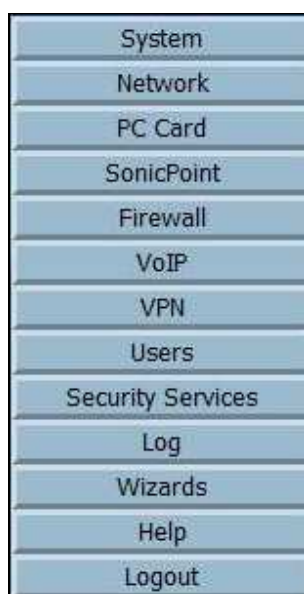 System
Network
PC Card
SonicPoint
Firewall
VoIP
VPN
Users
Security Services
Log
Wizards
Help
Logout